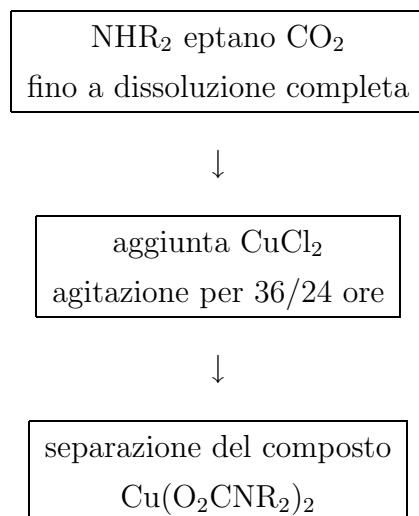 NHR₂ eptano CO₂
fino a dissoluzione completa
↓
aggiunta CuCl₂
agitazione per 36/24 ore
↓
separazione del composto
Cu(O₂CNR₂)₂